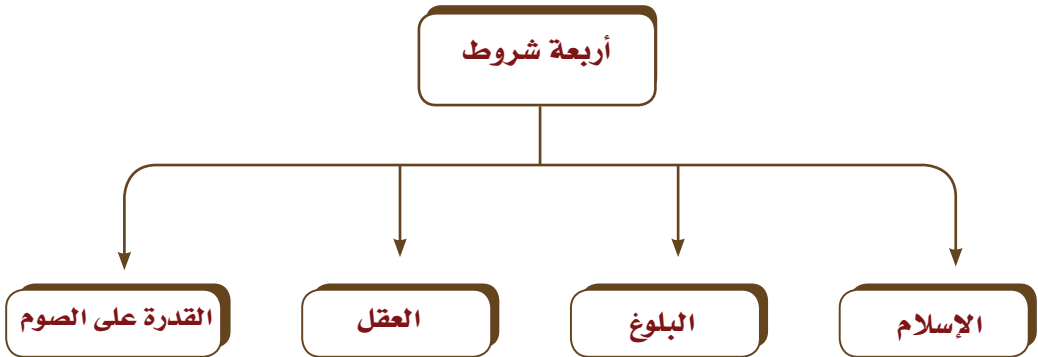 أربعة شروط
الإسلام
البلوغ
العقل
القدرة على الصوم